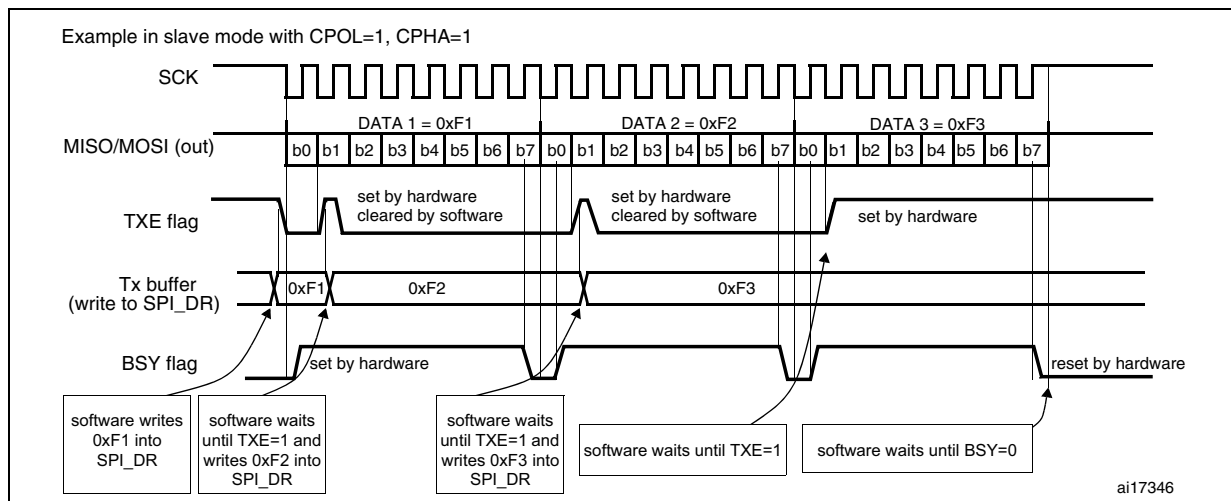 Example in slave mode with CPOL=1, CPHA=1
SCK
DATA 1 = 0xF1 DATA 2 = 0xF2 DATA 3 = 0xF3
MISO/MOSI (out) b0 b1 b2 b3 b4 b5 b6 b7 b0 b1 b2 b3 b4 b5 b6 b7 b0 b1 b2 b3 b4 b5 b6 b7
TXE flag
set by hardware
cleared by software
set by hardware
cleared by software
set by hardware
Tx buffer
(write to SPI_DR)
0xF1 0xF2 0xF3
BSY flag set by hardware reset by hardware
software writes
0xF1 into
SPI_DR
software waits
until TXE=1 and
writes 0xF2 into
SPI_DR
software waits
until TXE=1 and
writes 0xF3 into
SPI_DR
software waits until TXE=1
software waits until BSY=0
ai17346